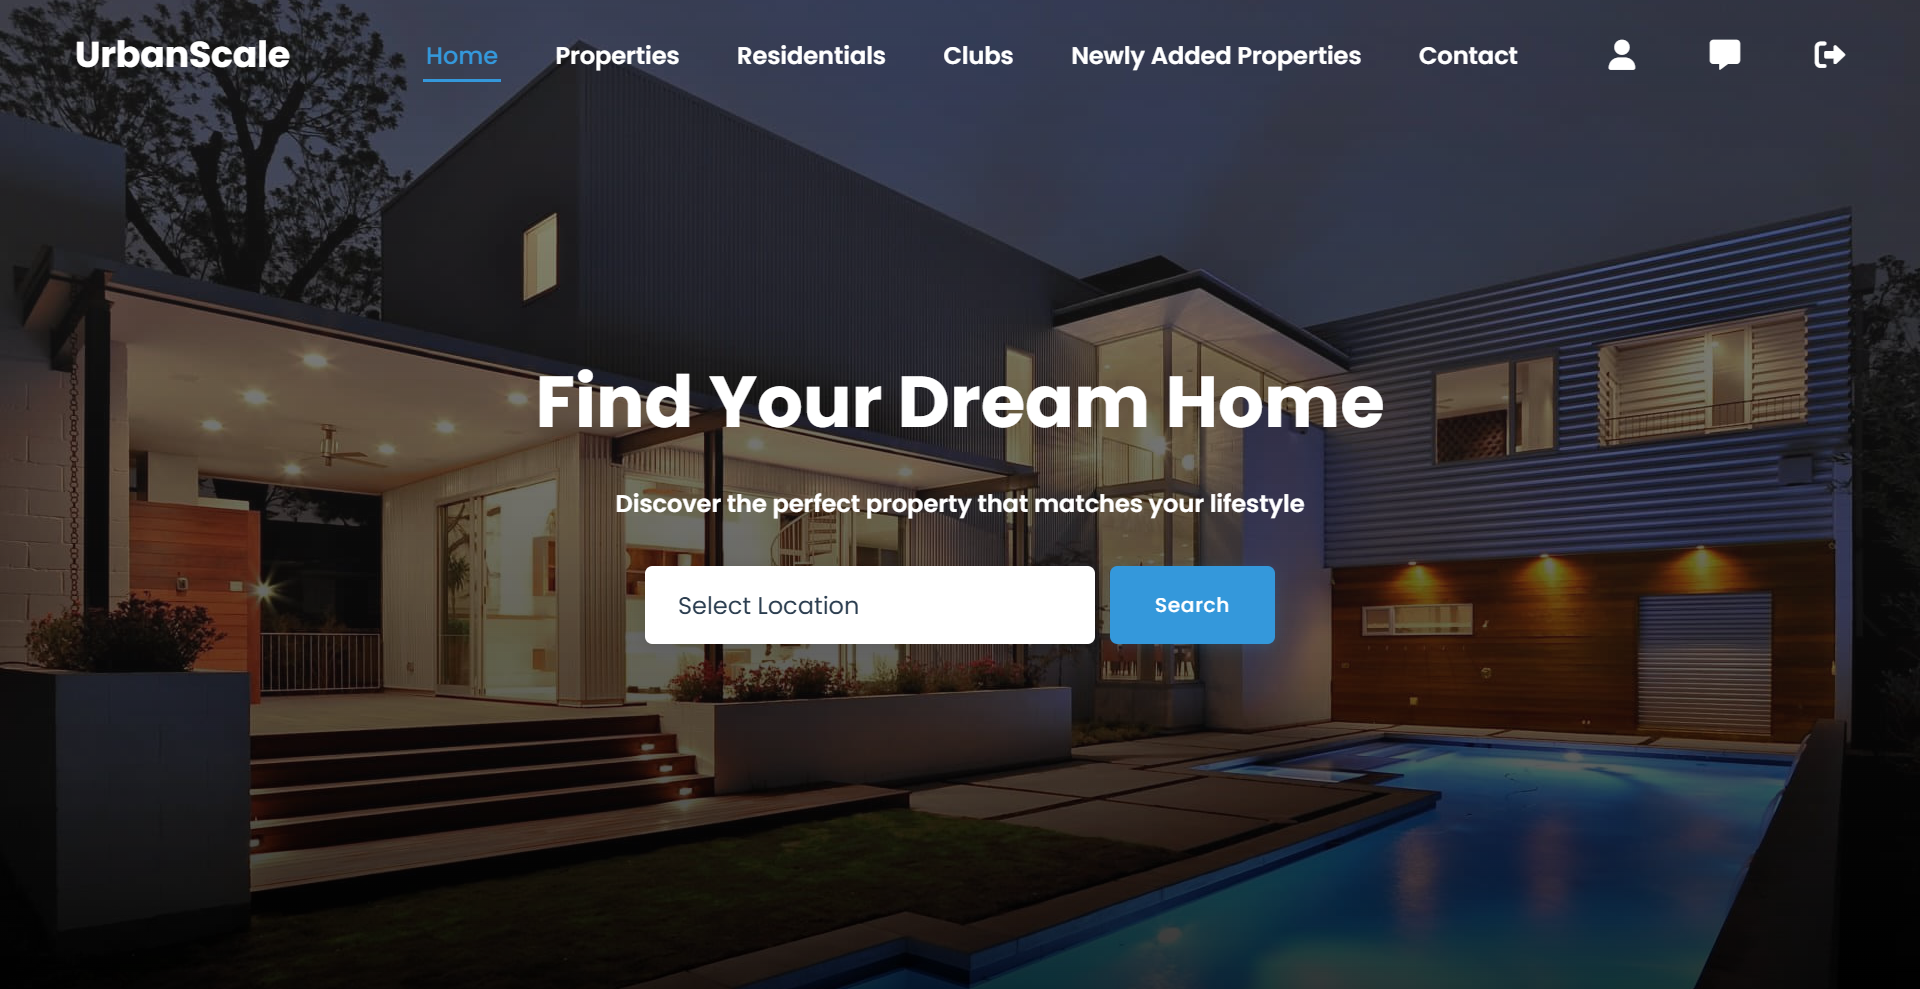 UrbanScale Home Properties Residentials Clubs Newly Added Properties Contact
Find Your Dream Home
Discover the perfect property that matches your lifestyle
Select Location Search